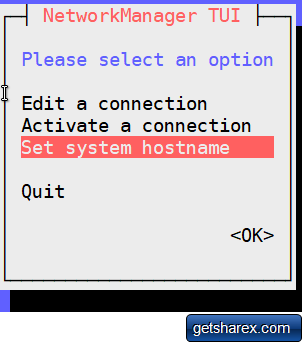 NetworkManager TUI
Please select an option
Edit a connection
Activate a connection
Set system hostname
Quit
<OK>
getsharex.com